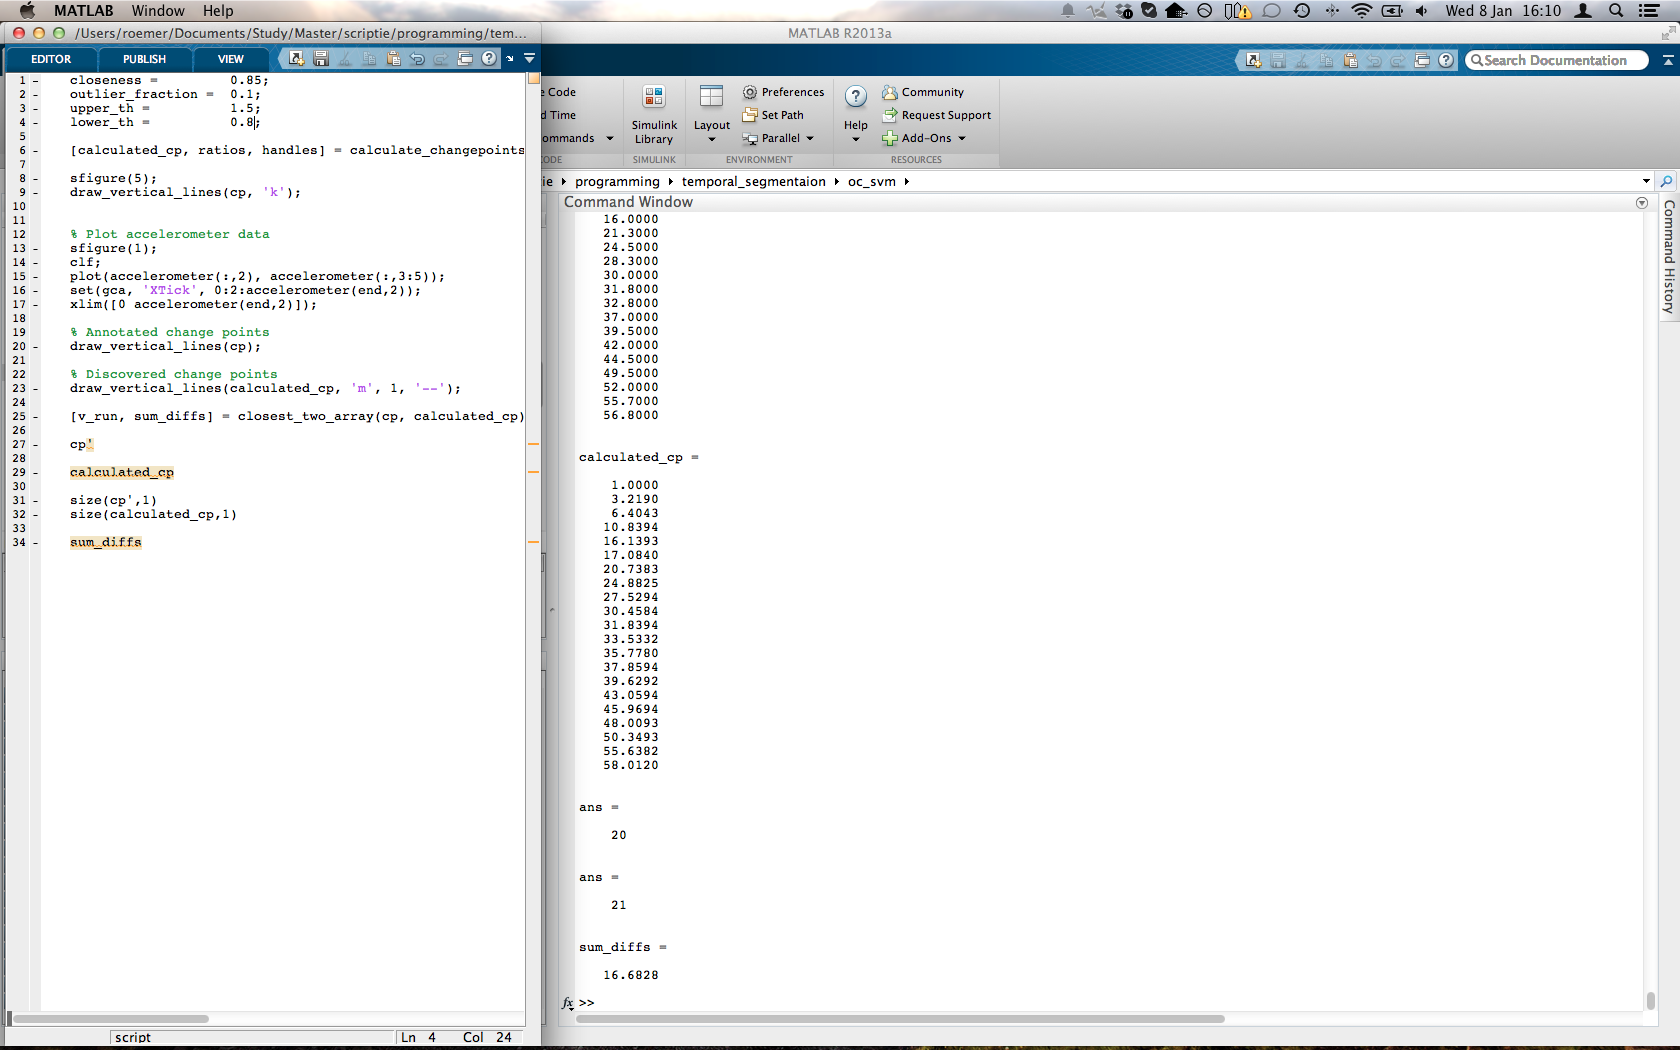 MATLAB Window Help
Wed 8 Jan 16:10
/Users/roemer/Documents/Study/Master/scriptie/programming/tem...
MATLAB R2013a
EDITOR PUBLISH VIEW
Search Documentation
1 - closeness = 0.85;
2 - outlier_fraction = 0.1;
3 - upper_th = 1.5;
4 - lower_th = 0.8;
5
6 - [calculated_cp, ratios, handles] = calculate_changepoints
7
8 - sfigure(5);
9 - draw_vertical_lines(cp, 'k');
10
11
12 % Plot accelerometer data
13 - sfigure(1);
14 - clf;
15 - plot(accelerometer(:,2), accelerometer(:,3:5));
16 - set(gca, 'XTick', 0:2:accelerometer(end,2));
17 - xlim([0 accelerometer(end,2)]);
18
19 % Annotated change points
20 - draw_vertical_lines(cp);
21
22 % Discovered change points
23 - draw_vertical_lines(calculated_cp, 'm', 1, '--');
24
25 - [v_run, sum_diffs] = closest_two_array(cp, calculated_cp)
26
27 - cp'
28
29 - calculated_cp
30
31 - size(cp',1)
32 - size(calculated_cp,1)
33
34 - sum_diffs
script
Ln 4 Col 24
e Code
d Time
ommands
ODE
Simulink
Library
SIMULINK
Layout
Preferences
Set Path
Parallel
ENVIRONMENT
Help
Community
Request Support
Add-Ons
RESOURCES
ie programming temporal_segmentaion oc_svm
Command Window
Command History
16.0000
21.3000
24.5000
28.3000
30.0000
31.8000
32.8000
37.0000
39.5000
42.0000
44.5000
49.5000
52.0000
55.7000
56.8000
calculated_cp =
1.0000
3.2190
6.4043
10.8394
16.1393
17.0840
20.7383
24.8825
27.5294
30.4584
31.8394
33.5332
35.7780
37.8594
39.6292
43.0594
45.9694
48.0093
50.3493
55.6382
58.0120
ans =
20
ans =
21
sum_diffs =
16.6828
fx >>